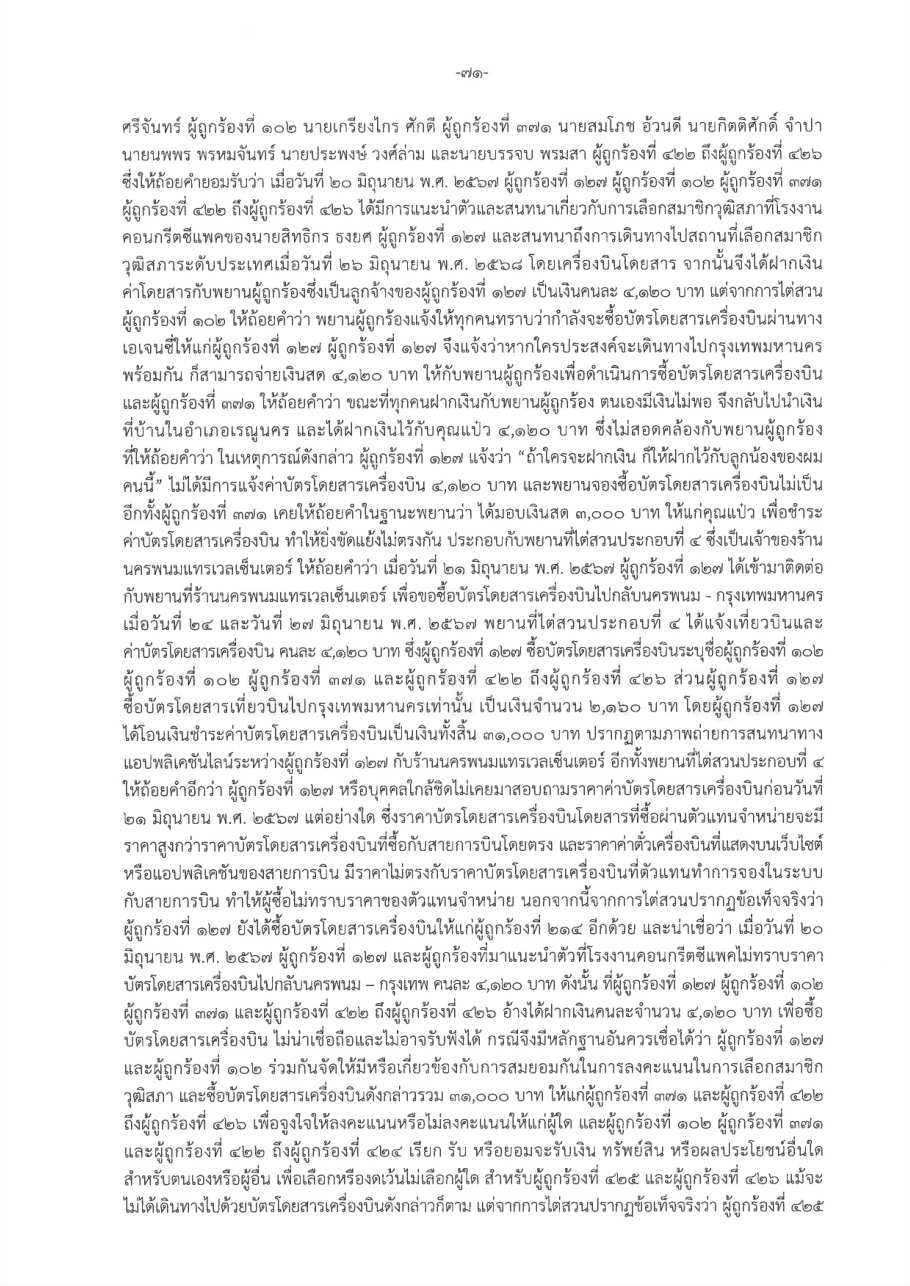 -๗๑-
ศรีจันทร์ ผู้ถูกร้องที่ ๑๐๒ นายเกรียงไกร ศักดี ผู้ถูกร้องที่ ๓๗๑ นายสมโภช อ้วนดี นายกิตติศักดิ์ จำปา
นายนพพร พรหมจันทร์ นายประพงษ์ วงศ์ล่าม และนายบรรจบ พรมสา ผู้ถูกร้องที่ ๔๒๒ ถึงผู้ถูกร้องที่ ๔๒๖
ซึ่งให้ถ้อยคำยอมรับว่า เมื่อวันที่ ๒๐ มิถุนายน พ.ศ. ๒๕๖๗ ผู้ถูกร้องที่ ๑๒๗ ผู้ถูกร้องที่ ๑๐๒ ผู้ถูกร้องที่ ๓๗๑
ผู้ถูกร้องที่ ๔๒๒ ถึงผู้ถูกร้องที่ ๔๒๖ ได้มีการแนะนำตัวและสนทนาเกี่ยวกับการเลือกสมาชิกวุฒิสภาที่โรงงาน
คอนกรีตซีแพคของนายสิทธิกร ธงยศ ผู้ถูกร้องที่ ๑๒๗ และสนทนาถึงการเดินทางไปสถานที่เลือกสมาชิก
วุฒิสภาระดับประเทศเมื่อวันที่ ๒๖ มิถุนายน พ.ศ. ๒๕๖๘ โดยเครื่องบินโดยสาร จากนั้นจึงได้ฝากเงิน
ค่าโดยสารกับพยานผู้ถูกร้องซึ่งเป็นลูกจ้างของผู้ถูกร้องที่ ๑๒๗ เป็นเงินคนละ ๔,๑๒๐ บาท แต่จากการไต่สวน
ผู้ถูกร้องที่ ๑๐๒ ให้ถ้อยคำว่า พยานผู้ถูกร้องแจ้งให้ทุกคนทราบว่ากำลังจะซื้อบัตรโดยสารเครื่องบินผ่านทาง
เอเจนซี่ให้แก่ผู้ถูกร้องที่ ๑๒๗ ผู้ถูกร้องที่ ๑๒๗ จึงแจ้งว่าหากใครประสงค์จะเดินทางไปกรุงเทพมหานคร
พร้อมกัน ก็สามารถจ่ายเงินสด ๔,๑๒๐ บาท ให้กับพยานผู้ถูกร้องเพื่อดำเนินการซื้อบัตรโดยสารเครื่องบิน
และผู้ถูกร้องที่ ๓๗๑ ให้ถ้อยคำว่า ขณะที่ทุกคนฝากเงินกับพยานผู้ถูกร้อง ตนเองมีเงินไม่พอ จึงกลับไปนำเงิน
ที่บ้านในอำเภอเรณูนคร และได้ฝากเงินไว้กับคุณแป๋ว ๔,๑๒๐ บาท ซึ่งไม่สอดคล้องกับพยานผู้ถูกร้อง
ที่ให้ถ้อยคำว่า ในเหตุการณ์ดังกล่าว ผู้ถูกร้องที่ ๑๒๗ แจ้งว่า “ถ้าใครจะฝากเงิน ก็ให้ฝากไว้กับลูกน้องของผม
คนนี้” ไม่ได้มีการแจ้งค่าบัตรโดยสารเครื่องบิน ๔,๑๒๐ บาท และพยานจองซื้อบัตรโดยสารเครื่องบินไม่เป็น
อีกทั้งผู้ถูกร้องที่ ๓๗๑ เคยให้ถ้อยคำในฐานะพยานว่า ได้มอบเงินสด ๓,๐๐๐ บาท ให้แก่คุณแป๋ว เพื่อชำระ
ค่าบัตรโดยสารเครื่องบิน ทำให้ยิ่งขัดแย้งไม่ตรงกัน ประกอบกับพยานที่ไต่สวนประกอบที่ ๔ ซึ่งเป็นเจ้าของร้าน
นครพนมแทรเวลเซ็นเตอร์ ให้ถ้อยคำว่า เมื่อวันที่ ๒๑ มิถุนายน พ.ศ. ๒๕๖๗ ผู้ถูกร้องที่ ๑๒๗ ได้เข้ามาติดต่อ
กับพยานที่ร้านนครพนมแทรเวลเซ็นเตอร์ เพื่อขอซื้อบัตรโดยสารเครื่องบินไปกลับนครพนม - กรุงเทพมหานคร
เมื่อวันที่ ๒๔ และวันที่ ๒๗ มิถุนายน พ.ศ. ๒๕๖๗ พยานที่ไต่สวนประกอบที่ ๔ ได้แจ้งเที่ยวบินและ
ค่าบัตรโดยสารเครื่องบิน คนละ ๔,๑๒๐ บาท ซึ่งผู้ถูกร้องที่ ๑๒๗ ซื้อบัตรโดยสารเครื่องบินระบุชื่อผู้ถูกร้องที่ ๑๐๒
ผู้ถูกร้องที่ ๑๐๒ ผู้ถูกร้องที่ ๓๗๑ และผู้ถูกร้องที่ ๔๒๒ ถึงผู้ถูกร้องที่ ๔๒๖ ส่วนผู้ถูกร้องที่ ๑๒๗
ซื้อบัตรโดยสารเที่ยวบินไปกรุงเทพมหานครเท่านั้น เป็นเงินจำนวน ๒,๑๖๐ บาท โดยผู้ถูกร้องที่ ๑๒๗
ได้โอนเงินชำระค่าบัตรโดยสารเครื่องบินเป็นเงินทั้งสิ้น ๓๑,๐๐๐ บาท ปรากฏตามภาพถ่ายการสนทนาทาง
แอปพลิเคชันไลน์ระหว่างผู้ถูกร้องที่ ๑๒๗ กับร้านนครพนมแทรเวลเซ็นเตอร์ อีกทั้งพยานที่ไต่สวนประกอบที่ ๔
ให้ถ้อยคำอีกว่า ผู้ถูกร้องที่ ๑๒๗ หรือบุคคลใกล้ชิดไม่เคยมาสอบถามราคาค่าบัตรโดยสารเครื่องบินก่อนวันที่
๒๑ มิถุนายน พ.ศ. ๒๕๖๗ แต่อย่างใด ซึ่งราคาบัตรโดยสารเครื่องบินโดยสารที่ซื้อผ่านตัวแทนจำหน่ายจะมี
ราคาสูงกว่าราคาบัตรโดยสารเครื่องบินที่ซื้อกับสายการบินโดยตรง และราคาค่าตั๋วเครื่องบินที่แสดงบนเว็บไซต์
หรือแอปพลิเคชันของสายการบิน มีราคาไม่ตรงกับราคาบัตรโดยสารเครื่องบินที่ตัวแทนทำการจองในระบบ
กับสายการบิน ทำให้ผู้ซื้อไม่ทราบราคาของตัวแทนจำหน่าย นอกจากนี้จากการไต่สวนปรากฏข้อเท็จจริงว่า
ผู้ถูกร้องที่ ๑๒๗ ยังได้ซื้อบัตรโดยสารเครื่องบินให้แก่ผู้ถูกร้องที่ ๒๑๔ อีกด้วย และน่าเชื่อว่า เมื่อวันที่ ๒๐
มิถุนายน พ.ศ. ๒๕๖๗ ผู้ถูกร้องที่ ๑๒๗ และผู้ถูกร้องที่มาแนะนำตัวที่โรงงานคอนกรีตซีแพคไม่ทราบราคา
บัตรโดยสารเครื่องบินไปกลับนครพนม – กรุงเทพ คนละ ๔,๑๒๐ บาท ดังนั้น ที่ผู้ถูกร้องที่ ๑๒๗ ผู้ถูกร้องที่ ๑๐๒
ผู้ถูกร้องที่ ๓๗๑ และผู้ถูกร้องที่ ๔๒๒ ถึงผู้ถูกร้องที่ ๔๒๖ อ้างได้ฝากเงินคนละจำนวน ๔,๑๒๐ บาท เพื่อซื้อ
บัตรโดยสารเครื่องบิน ไม่น่าเชื่อถือและไม่อาจรับฟังได้ กรณีจึงมีหลักฐานอันควรเชื่อได้ว่า ผู้ถูกร้องที่ ๑๒๗
และผู้ถูกร้องที่ ๑๐๒ ร่วมกันจัดให้มีหรือเกี่ยวข้องกับการสมยอมกันในการลงคะแนนในการเลือกสมาชิก
วุฒิสภา และซื้อบัตรโดยสารเครื่องบินดังกล่าวรวม ๓๑,๐๐๐ บาท ให้แก่ผู้ถูกร้องที่ ๓๗๑ และผู้ถูกร้องที่ ๔๒๒
ถึงผู้ถูกร้องที่ ๔๒๖ เพื่อจูงใจให้ลงคะแนนหรือไม่ลงคะแนนให้แก่ผู้ใด และผู้ถูกร้องที่ ๑๐๒ ผู้ถูกร้องที่ ๓๗๑
และผู้ถูกร้องที่ ๔๒๒ ถึงผู้ถูกร้องที่ ๔๒๔ เรียก รับ หรือยอมจะรับเงิน ทรัพย์สิน หรือผลประโยชน์อื่นใด
สำหรับตนเองหรือผู้อื่น เพื่อเลือกหรืองดเว้นไม่เลือกผู้ใด สำหรับผู้ถูกร้องที่ ๔๒๕ และผู้ถูกร้องที่ ๔๒๖ แม้จะ
ไม่ได้เดินทางไปด้วยบัตรโดยสารเครื่องบินดังกล่าวก็ตาม แต่จากการไต่สวนปรากฏข้อเท็จจริงว่า ผู้ถูกร้องที่ ๔๒๕